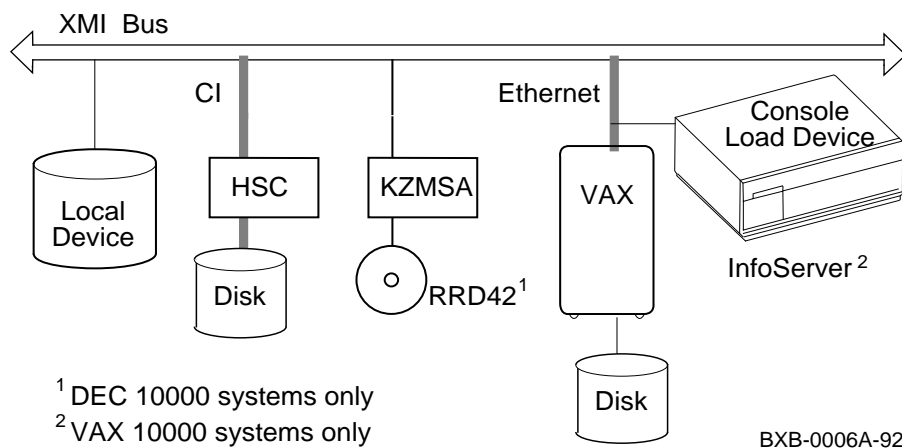 XMI Bus
CI
Ethernet
Console
Load Device
HSC
KZMSA
VAX
Local
Device
InfoServer 2
Disk
RRD42 1
Disk
1 DEC 10000 systems only
2 VAX 10000 systems only
BXB-0006A-92